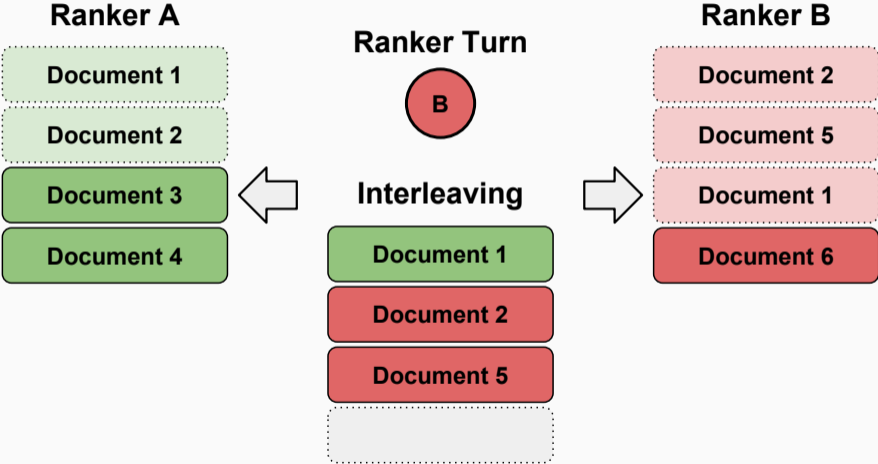 Ranker A
Document 1
Document 2
Document 3
Document 4
Ranker Turn
B
Interleaving
Document 1
Document 2
Document 5
Ranker B
Document 2
Document 5
Document 1
Document 6